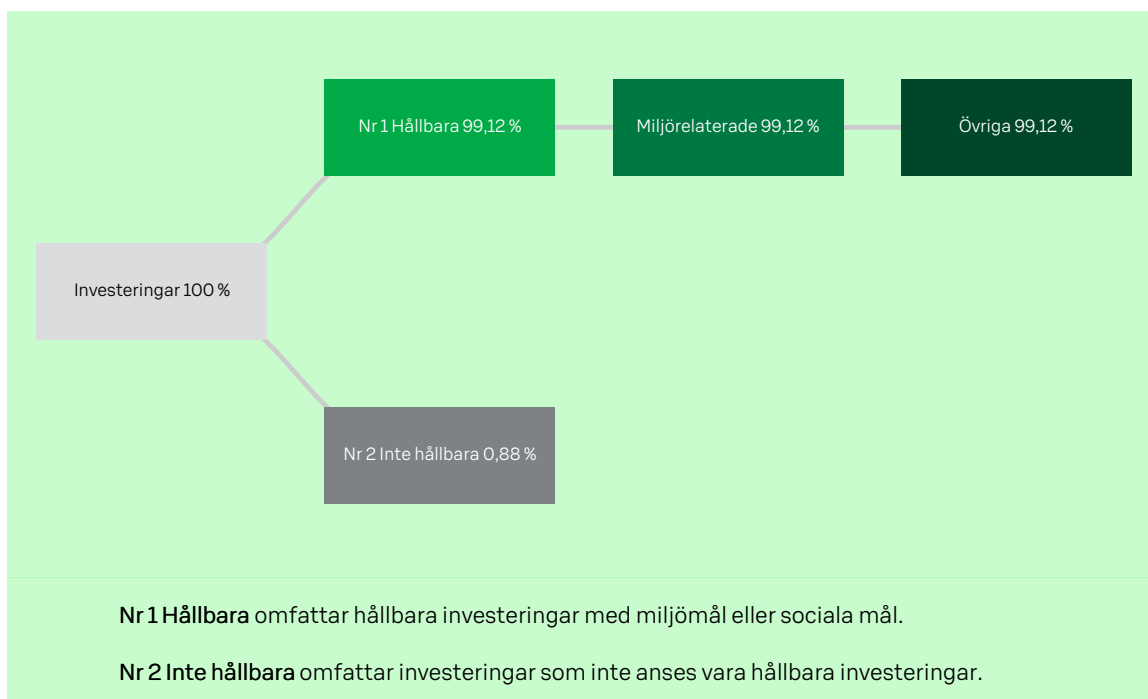 Nr 1 Hållbara 99,12 %
Miljörelaterade 99,12 %
Övriga 99,12 %
Investeringar 100 %
Nr 2 Inte hållbara 0,88 %
Nr 1 Hållbara omfattar hållbara investeringar med miljömål eller sociala mål.
Nr 2 Inte hållbara omfattar investeringar som inte anses vara hållbara investeringar.